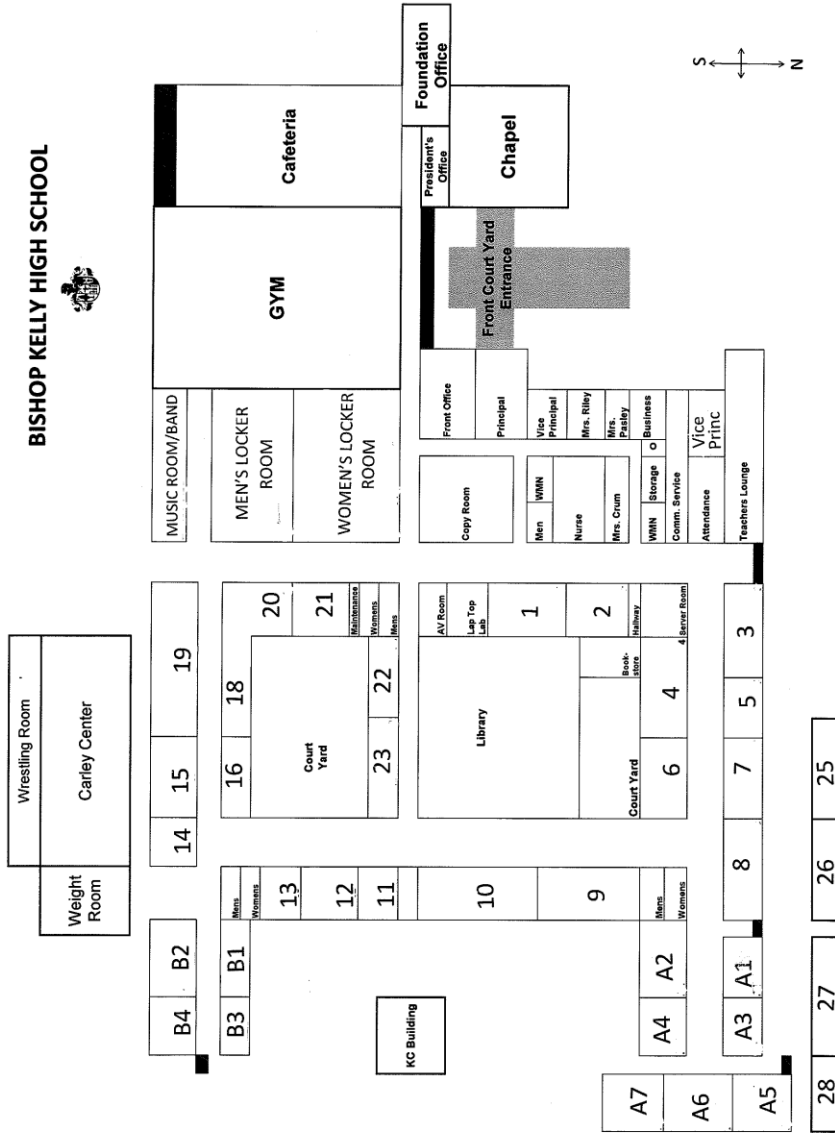 BISHOP KELLY HIGH SCHOOL
Wrestling Room
Carley Center
Weight
Room
MUSIC ROOM/BAND
MEN'S LOCKER
ROOM
WOMEN'S LOCKER
ROOM
GYM
Cafeteria
Foundation
Office
President's
Office
Chapel
Front Court Yard
Entrance
S
N
Front Office
Principal
Vice
Principal
Mrs. Riley
Mrs.
Pasley
Business
O
Vice
Princ
Copy Room
Men
WMN
Nurse
Mrs. Crum
WMN
Storage
Comm. Service
Attendance
Teachers Lounge
B4
B2
14
15
19
B3
B1
Mens
Womens
13
12
11
16
18
20
21
Maintenance
Womens
Mens
Court
Yard
23
22
KC Building
10
9
Mens
Womens
Library
AV Room
Lap Top
Lab
1
2
Hallway
Book-
store
Court Yard
6
4
4 Server Room
A4
A2
A3
A1
8
7
5
3
A7
A6
A5
28
27
26
25